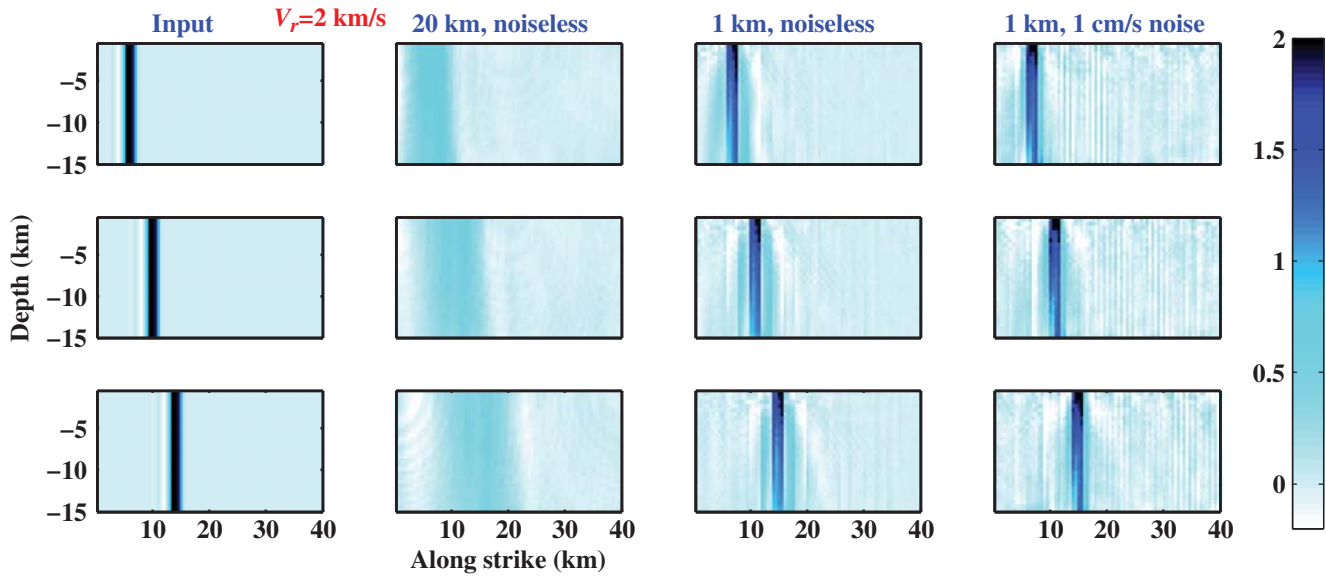 Input
V_r=2 km/s
20 km, noiseless
1 km, noiseless
1 km, 1 cm/s noise
−5
−10
−15
−5
−10
−15
−5
−10
−15
Depth (km)
10 20 30 40
10 20 30 40
10 20 30 40
10 20 30 40
Along strike (km)
2
1.5
1
0.5
0